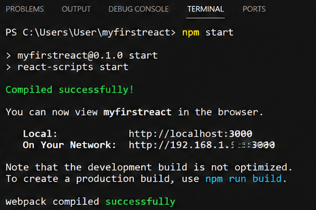 PROBLEMS OUTPUT DEBUG CONSOLE TERMINAL PORTS
PS C:\Users\User\myfirstreact> npm start
> myfirstreact@0.1.0 start
> react-scripts start
Compiled successfully!
You can now view myfirstreact in the browser.
Local: http://localhost:3000
On Your Network: http://192.168.1. :3000
Note that the development build is not optimized.
To create a production build, use npm run build.
webpack compiled successfully